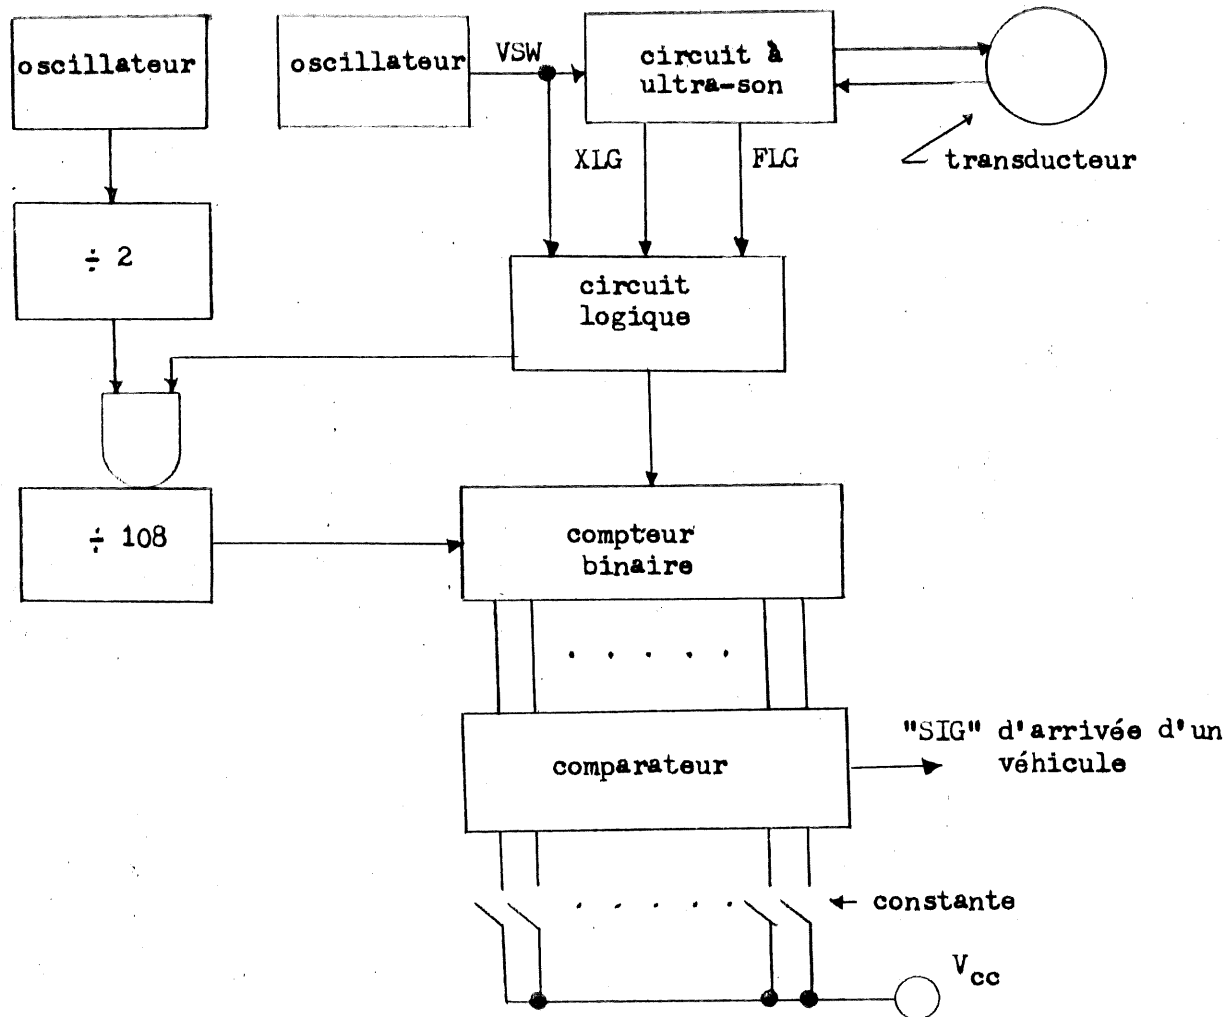 oscillateur
oscillateur
VSW
circuit à
ultra-son
XLG
FLG
transducteur
÷ 2
circuit
logique
÷ 108
compteur
binaire
"SIG" d'arrivée d'un
véhicule
comparateur
constante
Vcc